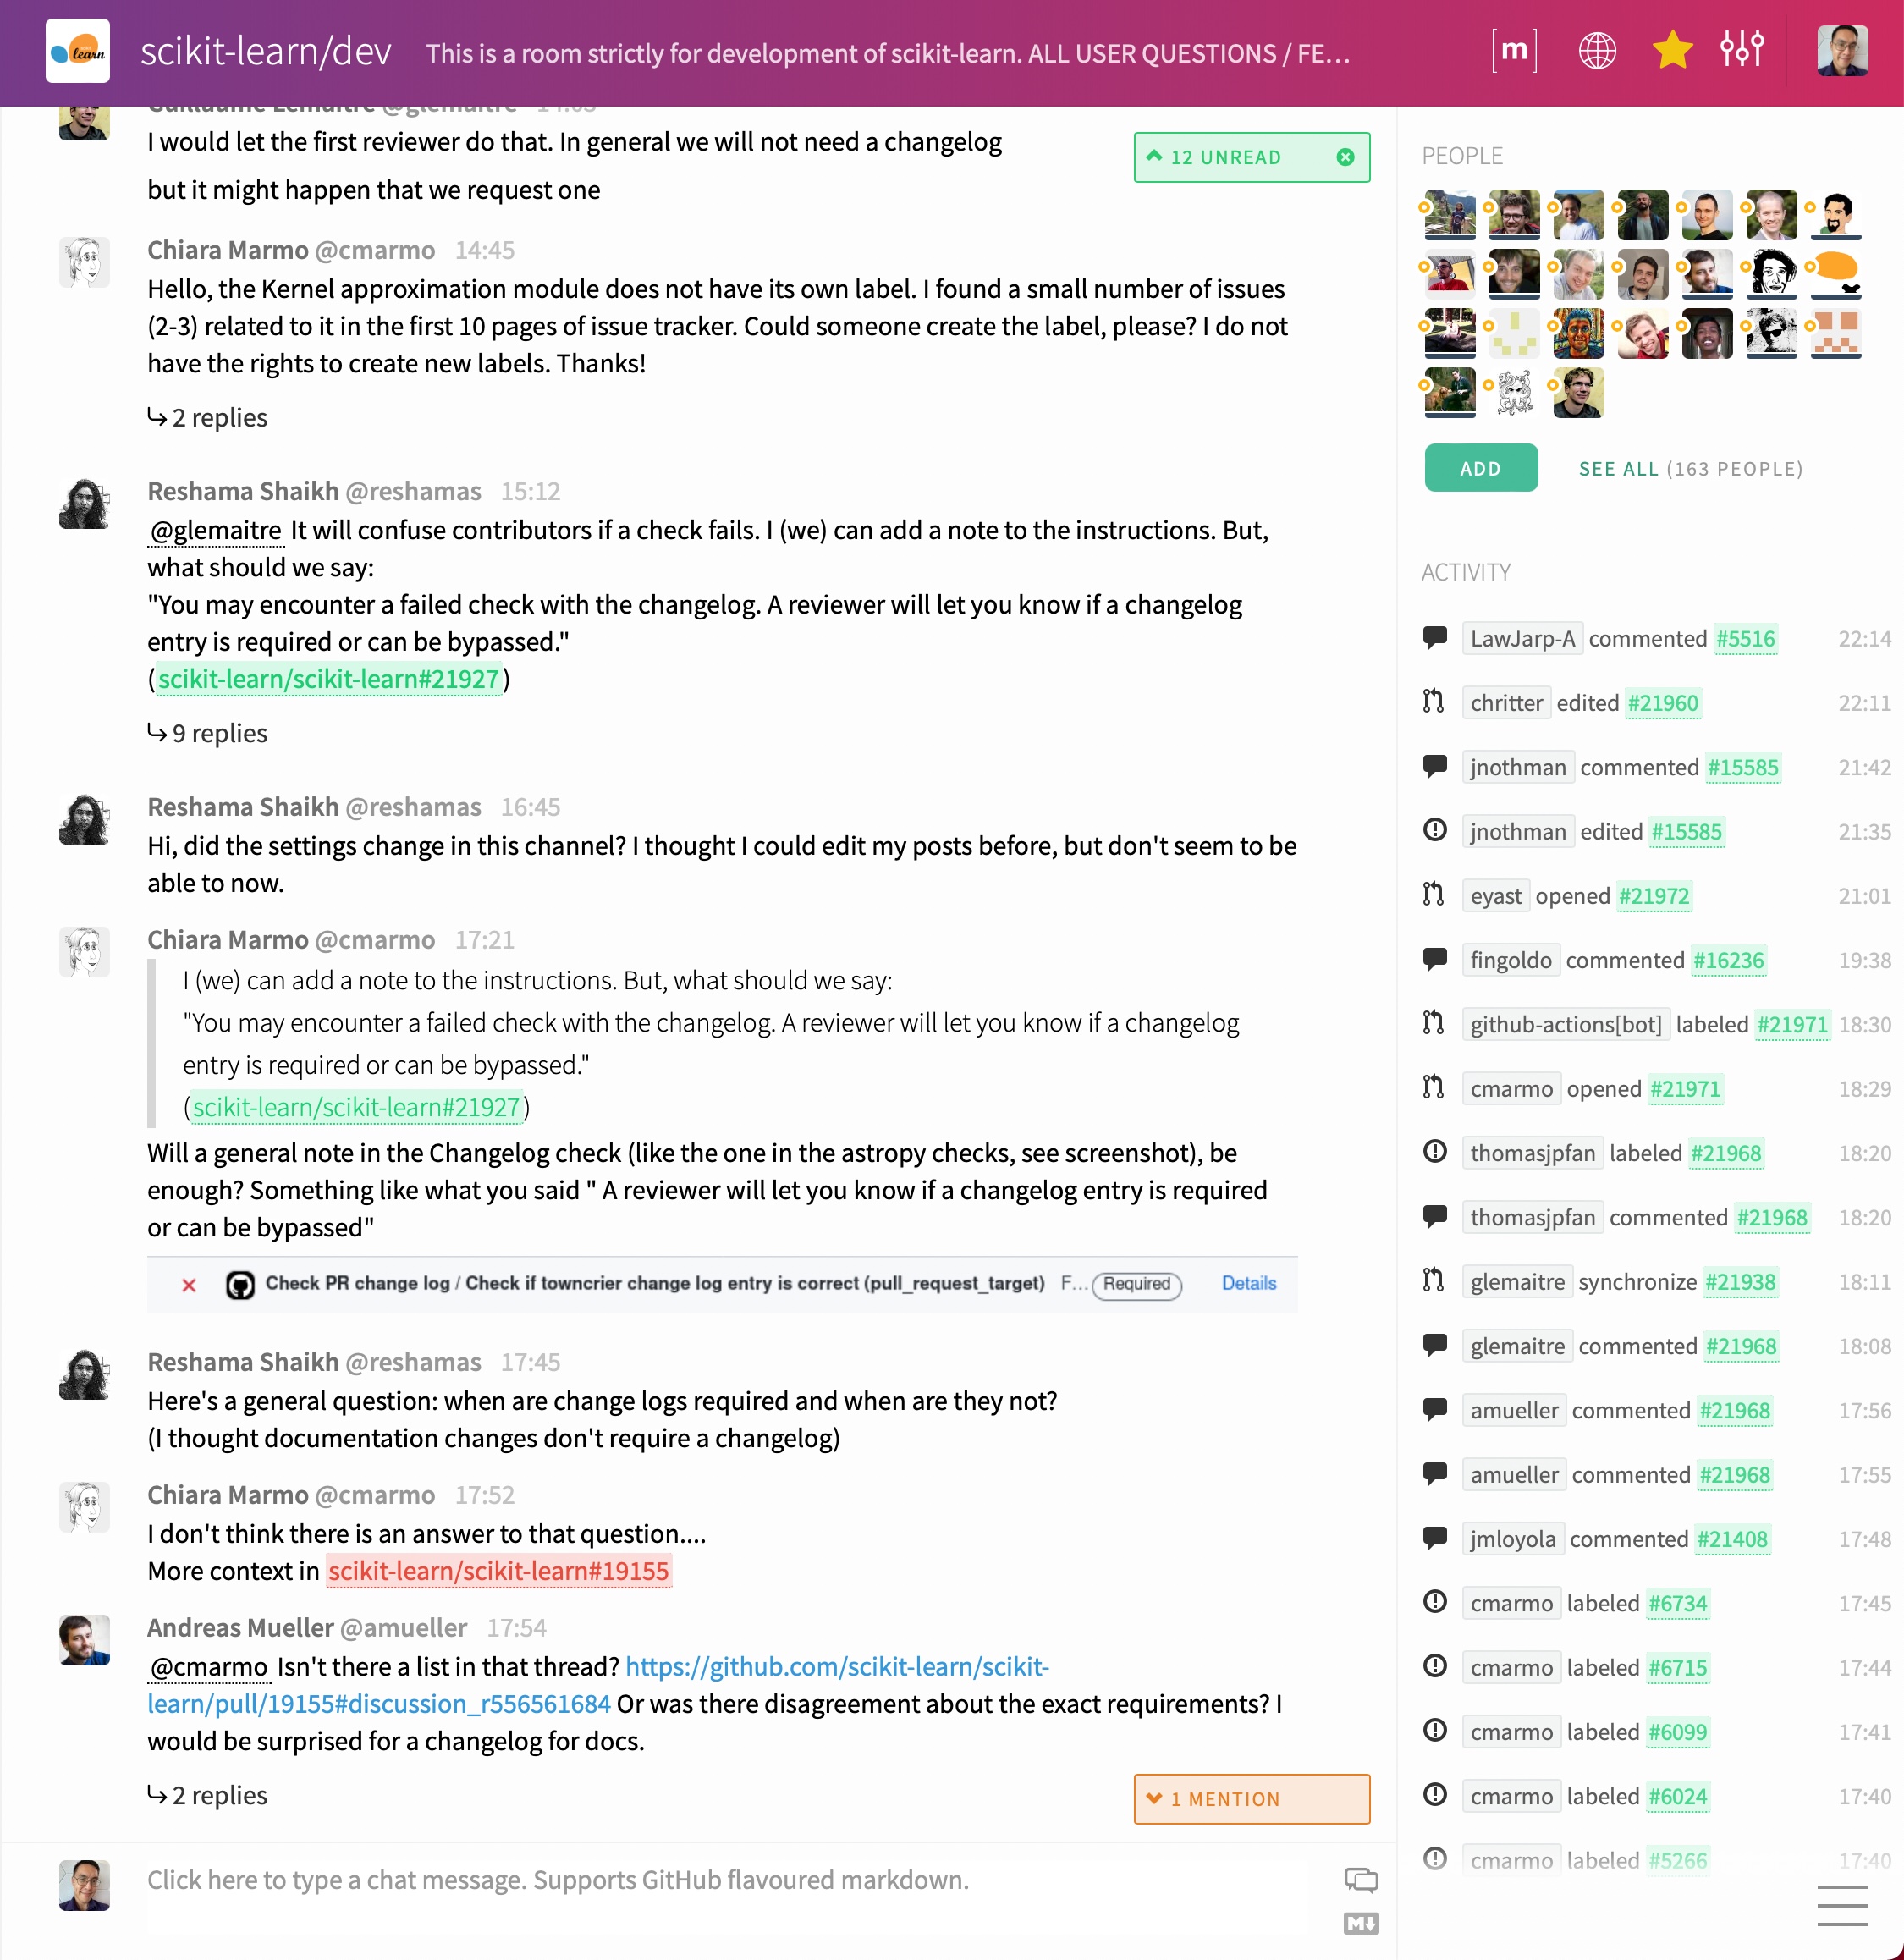 learn
scikit-learn/dev
This is a room strictly for development of scikit-learn. ALL USER QUESTIONS / FE...
[m]
Guillaume Lemaitre @glemaitre 14:03
I would let the first reviewer do that. In general we will not need a changelog
but it might happen that we request one
12 UNREAD
Chiara Marmo @cmarmo 14:45
Hello, the Kernel approximation module does not have its own label. I found a small number of issues
(2-3) related to it in the first 10 pages of issue tracker. Could someone create the label, please? I do not
have the rights to create new labels. Thanks!
2 replies
Reshama Shaikh @reshamas 15:12
@glemaitre It will confuse contributors if a check fails. I (we) can add a note to the instructions. But,
what should we say:
"You may encounter a failed check with the changelog. A reviewer will let you know if a changelog
entry is required or can be bypassed."
(scikit-learn/scikit-learn#21927)
9 replies
Reshama Shaikh @reshamas 16:45
Hi, did the settings change in this channel? I thought I could edit my posts before, but don't seem to be
able to now.
Chiara Marmo @cmarmo 17:21
I (we) can add a note to the instructions. But, what should we say:
"You may encounter a failed check with the changelog. A reviewer will let you know if a changelog
entry is required or can be bypassed."
(scikit-learn/scikit-learn#21927)
Will a general note in the Changelog check (like the one in the astropy checks, see screenshot), be
enough? Something like what you said " A reviewer will let you know if a changelog entry is required
or can be bypassed"
Check PR change log / Check if towncrier change log entry is correct (pull_request_target) F... Required Details
Reshama Shaikh @reshamas 17:45
Here's a general question: when are change logs required and when are they not?
(I thought documentation changes don't require a changelog)
Chiara Marmo @cmarmo 17:52
I don't think there is an answer to that question....
More context in scikit-learn/scikit-learn#19155
Andreas Mueller @amueller 17:54
@cmarmo Isn't there a list in that thread? https://github.com/scikit-learn/scikit-
learn/pull/19155#discussion_r556561684 Or was there disagreement about the exact requirements? I
would be surprised for a changelog for docs.
2 replies
1 MENTION
Click here to type a chat message. Supports GitHub flavoured markdown.
M
PEOPLE
ADD
SEE ALL (163 PEOPLE)
ACTIVITY
LawJarp-A commented #5516 22:14
chritter edited #21960 22:11
jnothman commented #15585 21:42
jnothman edited #15585 21:35
eyast opened #21972 21:01
fingoldo commented #16236 19:38
github-actions[bot] labeled #21971 18:30
cmarmo opened #21971 18:29
thomasjpfan labeled #21968 18:20
thomasjpfan commented #21968 18:20
glemaitre synchronize #21938 18:11
glemaitre commented #21968 18:08
amueller commented #21968 17:56
amueller commented #21968 17:55
jmloyola commented #21408 17:48
cmarmo labeled #6734 17:45
cmarmo labeled #6715 17:44
cmarmo labeled #6099 17:41
cmarmo labeled #6024 17:40
cmarmo labeled #5266 17:40